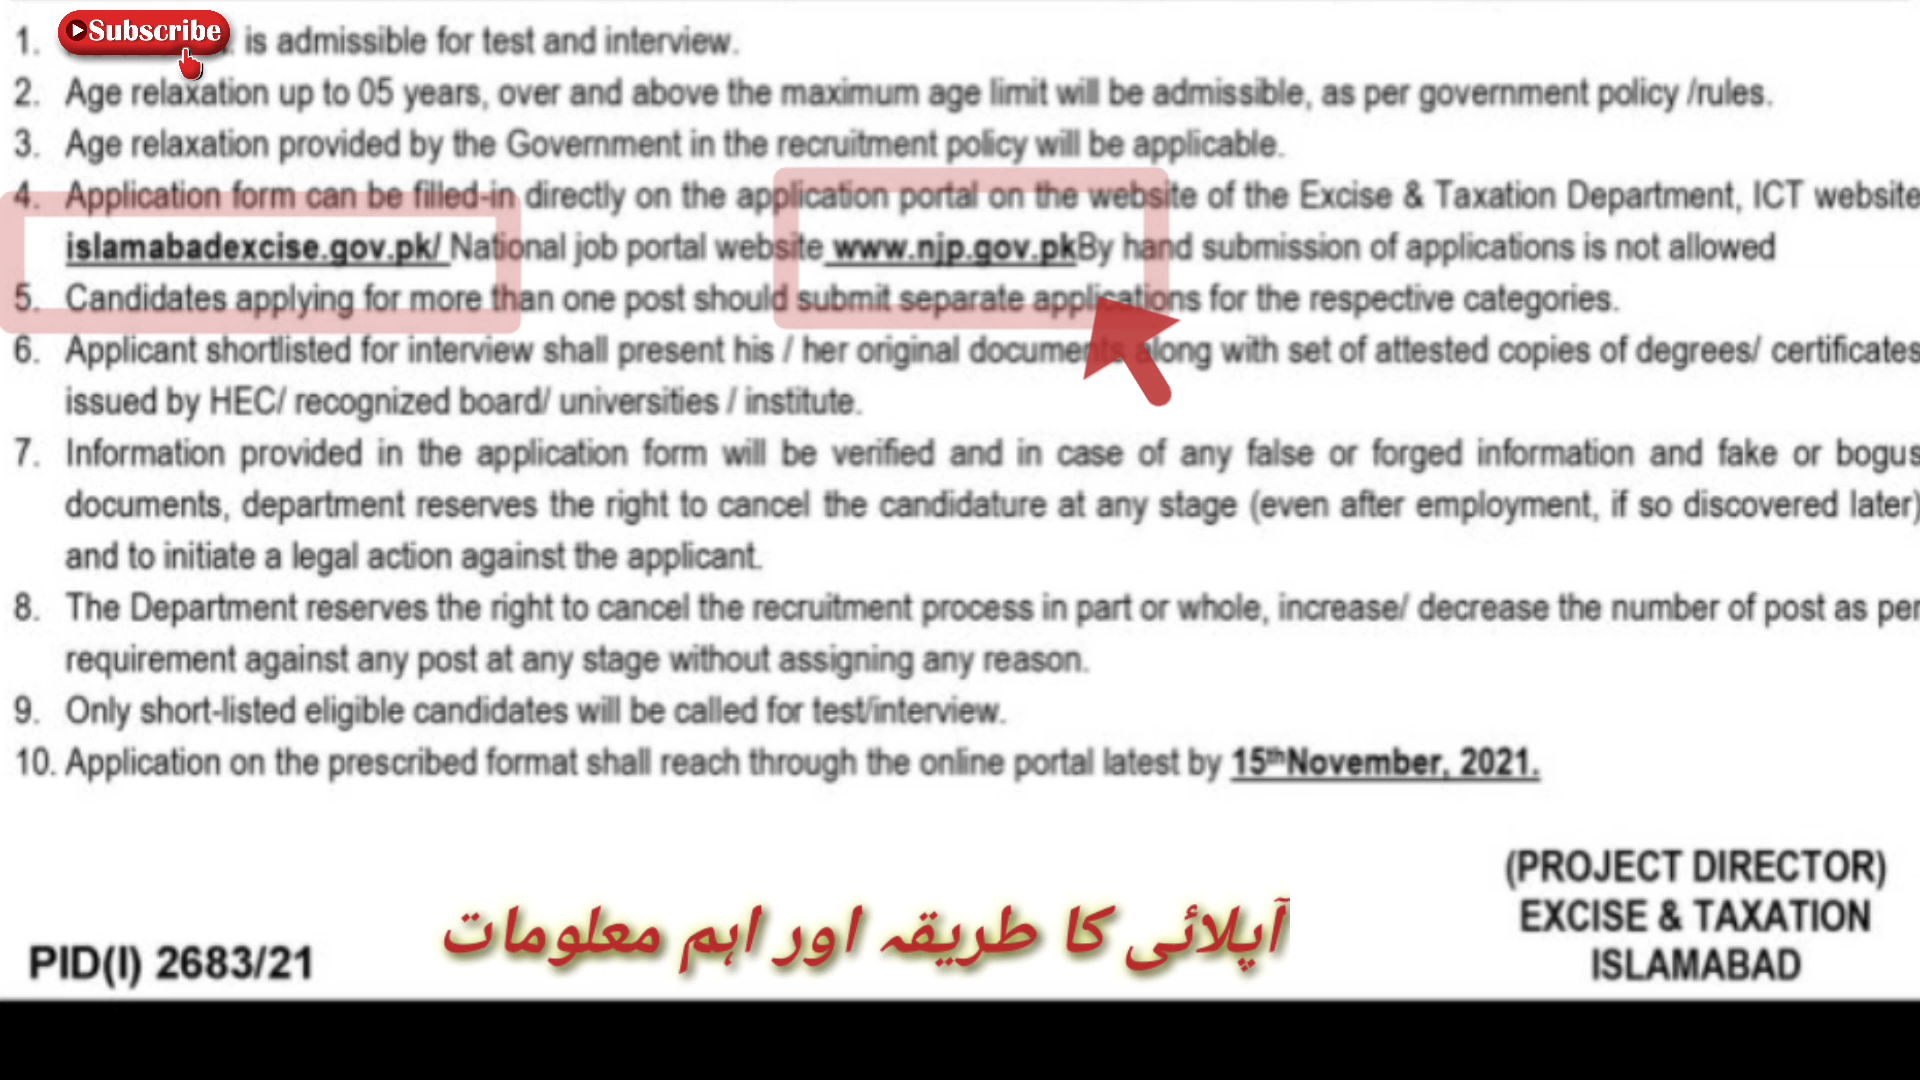 Subscribe
1. is admissible for test and interview.
2. Age relaxation up to 05 years, over and above the maximum age limit will be admissible, as per government policy /rules.
3. Age relaxation provided by the Government in the recruitment policy will be applicable.
4. Application form can be filled-in directly on the application portal on the website of the Excise & Taxation Department, ICT website
islamabadexcise.gov.pk/ National job portal website www.njp.gov.pkBy hand submission of applications is not allowed
5. Candidates applying for more than one post should submit separate applications for the respective categories.
6. Applicant shortlisted for interview shall present his / her original documents along with set of attested copies of degrees/ certificates
issued by HEC/ recognized board/ universities / institute.
7. Information provided in the application form will be verified and in case of any false or forged information and fake or bogus
documents, department reserves the right to cancel the candidature at any stage (even after employment, if so discovered later)
and to initiate a legal action against the applicant.
8. The Department reserves the right to cancel the recruitment process in part or whole, increase/ decrease the number of post as per
requirement against any post at any stage without assigning any reason.
9. Only short-listed eligible candidates will be called for test/interview.
10. Application on the prescribed format shall reach through the online portal latest by 15thNovember, 2021.
(PROJECT DIRECTOR)
EXCISE & TAXATION
ISLAMABAD
آپلائی کا طریقہ اور اہم معلومات
PID(I) 2683/21